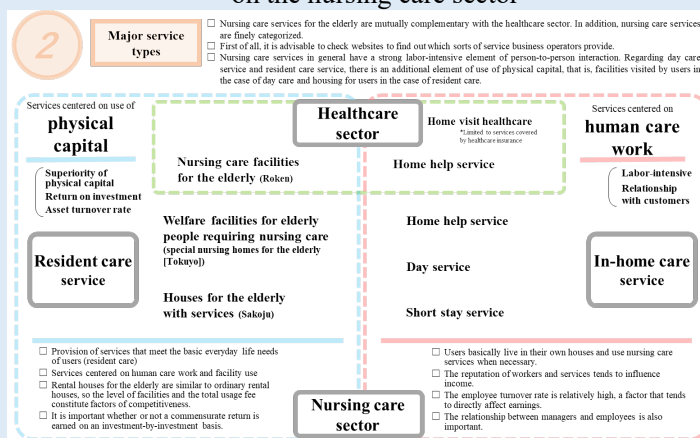 on the nursing care sector
2
Major service
types
☐ Nursing care services for the elderly are mutually complementary with the healthcare sector. In addition, nursing care services
are finely categorized.
☐ First of all, it is advisable to check websites to find out which sorts of service business operators provide.
☐ Nursing care services in general have a strong labor-intensive element of person-to-person interaction. Regarding day care
service and resident care service, there is an additional element of use of physical capital, that is, facilities visited by users in
the case of day care and housing for users in the case of resident care.
Services centered on use of
physical
capital
Superiority of
physical capital
Return on investment
Asset turnover rate
Resident care
service
Healthcare
sector
Nursing care facilities
for the elderly (Roken)
Home visit healthcare
*Limited to services covered
by healthcare insurance
Home help service
Welfare facilities for elderly
people requiring nursing care
(special nursing homes for the elderly
[Tokuyo])
Houses for the elderly
with services (Sakoju)
Home help service
Day service
Short stay service
Services centered on
human care
work
Labor-intensive
Relationship
with customers
In-home care
service
☐ Provision of services that meet the basic everyday life needs
of users (resident care)
☐ Services centered on human care work and facility use
☐ Rental houses for the elderly are similar to ordinary rental
houses, so the level of facilities and the total usage fee
constitute factors of competitiveness.
☐ It is important whether or not a commensurate return is
earned on an investment-by-investment basis.
Nursing care
sector
☐ Users basically live in their own houses and use nursing care
services when necessary.
☐ The reputation of workers and services tends to influence
income.
☐ The employee turnover rate is relatively high, a factor that tends
to directly affect earnings.
☐ The relationship between managers and employees is also
important.